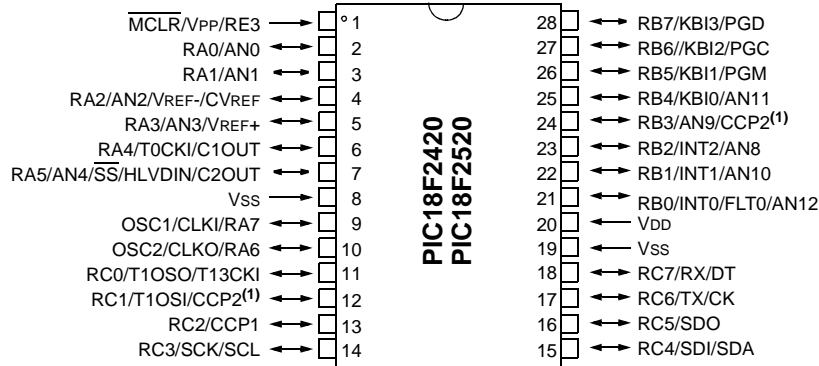 MCLR/VPP/RE3 1 28 RB7/KBI3/PGD
RA0/AN0 2 27 RB6//KBI2/PGC
RA1/AN1 3 26 RB5/KBI1/PGM
RA2/AN2/VREF-/CVREF 4 25 RB4/KBI0/AN11
RA3/AN3/VREF+ 5 24 RB3/AN9/CCP2(1)
RA4/T0CKI/C1OUT 6 23 RB2/INT2/AN8
RA5/AN4/SS/HLVDIN/C2OUT 7 22 RB1/INT1/AN10
VSS 8 21 RB0/INT0/FLT0/AN12
OSC1/CLKI/RA7 9 20 VDD
OSC2/CLKO/RA6 10 19 VSS
RC0/T1OSO/T13CKI 11 18 RC7/RX/DT
RC1/T1OSI/CCP2(1) 12 17 RC6/TX/CK
RC2/CCP1 13 16 RC5/SDO
RC3/SCK/SCL 14 15 RC4/SDI/SDA
PIC18F2420
PIC18F2520